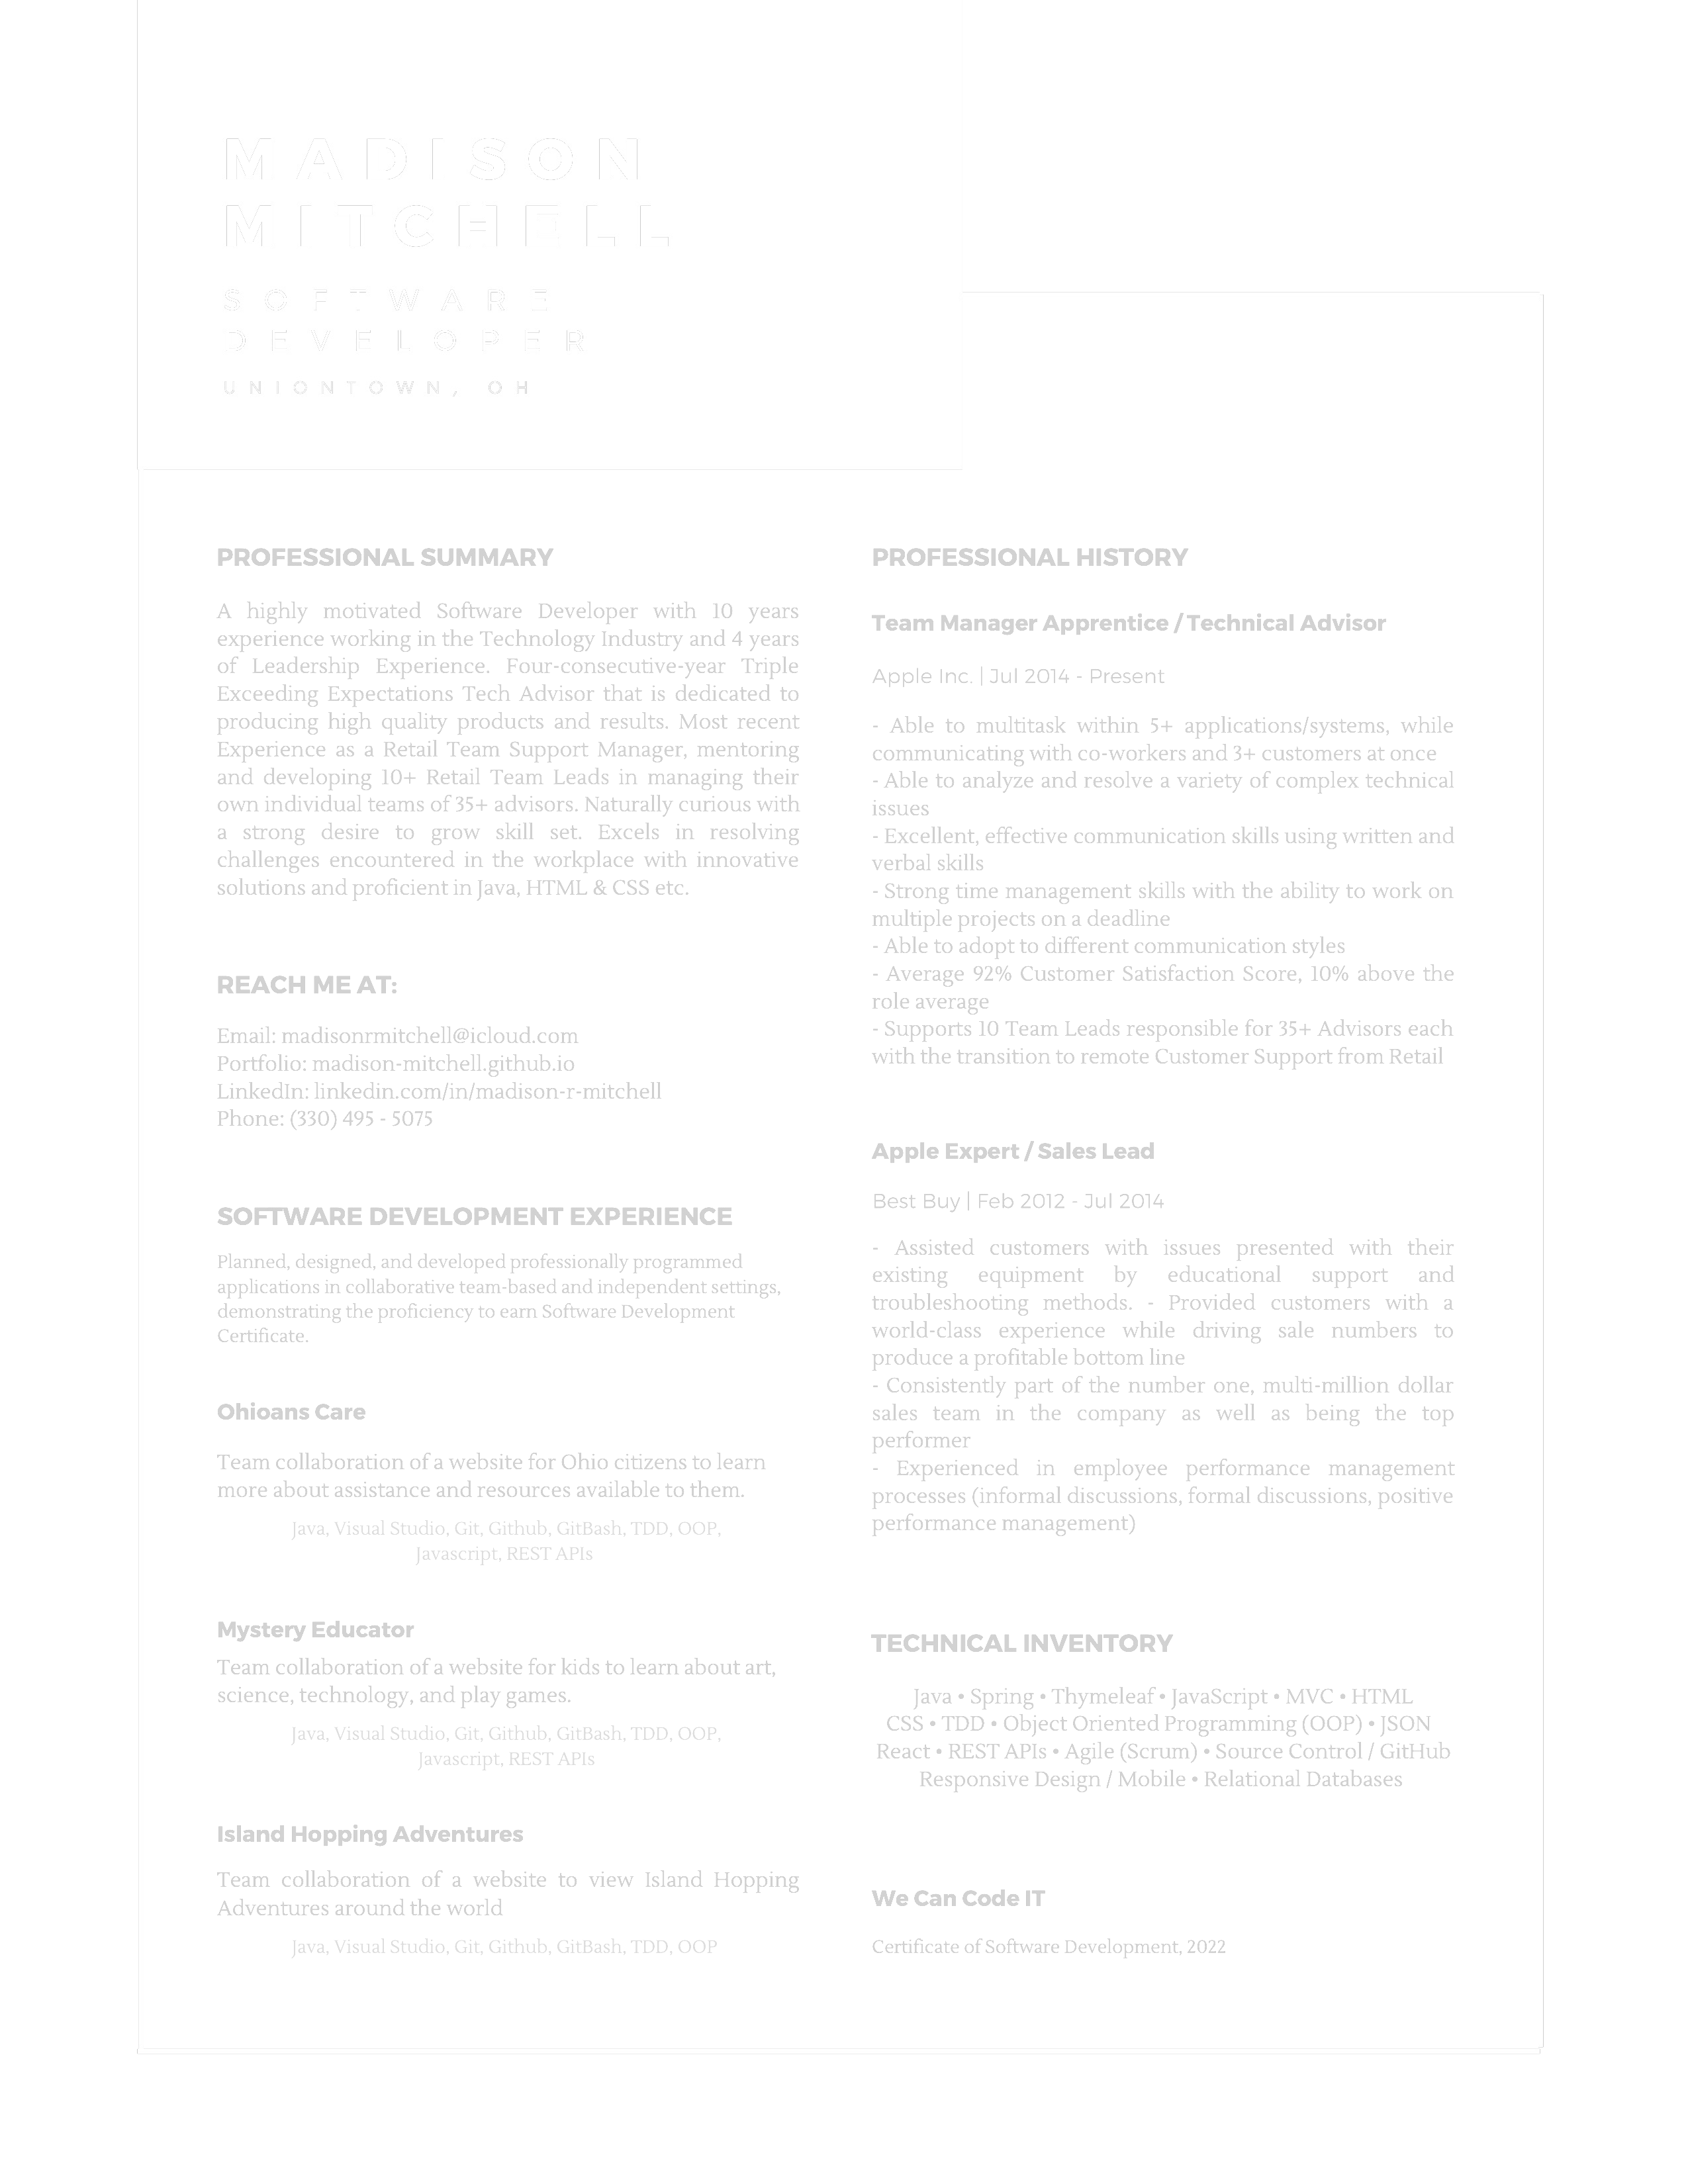 MADISON
MITCHELL
SOFTWARE
DEVELOPER
UNIONTOWN, OH
PROFESSIONAL SUMMARY
A highly motivated Software Developer with 10 years
experience working in the Technology Industry and 4 years
of Leadership Experience. Four-consecutive-year Triple
Exceeding Expectations Tech Advisor that is dedicated to
producing high quality products and results. Most recent
Experience as a Retail Team Support Manager, mentoring
and developing 10+ Retail Team Leads in managing their
own individual teams of 35+ advisors. Naturally curious with
a strong desire to grow skill set. Excels in resolving
challenges encountered in the workplace with innovative
solutions and proficient in Java, HTML & CSS etc.
REACH ME AT:
Email: madisonrmitchell@icloud.com
Portfolio: madison-mitchell.github.io
LinkedIn: linkedin.com/in/madison-r-mitchell
Phone: (330) 495 - 5075
SOFTWARE DEVELOPMENT EXPERIENCE
Planned, designed, and developed professionally programmed
applications in collaborative team-based and independent settings,
demonstrating the proficiency to earn Software Development
Certificate.
Ohioans Care
Team collaboration of a website for Ohio citizens to learn
more about assistance and resources available to them.
Java, Visual Studio, Git, Github, GitBash, TDD, OOP,
Javascript, REST APIs
Mystery Educator
Team collaboration of a website for kids to learn about art,
science, technology, and play games.
Java, Visual Studio, Git, Github, GitBash, TDD, OOP,
Javascript, REST APIs
Island Hopping Adventures
Team collaboration of a website to view Island Hopping
Adventures around the world
Java, Visual Studio, Git, Github, GitBash, TDD, OOP
PROFESSIONAL HISTORY
Team Manager Apprentice / Technical Advisor
Apple Inc. | Jul 2014 - Present
- Able to multitask within 5+ applications/systems, while
communicating with co-workers and 3+ customers at once
- Able to analyze and resolve a variety of complex technical
issues
- Excellent, effective communication skills using written and
verbal skills
- Strong time management skills with the ability to work on
multiple projects on a deadline
- Able to adopt to different communication styles
- Average 92% Customer Satisfaction Score, 10% above the
role average
- Supports 10 Team Leads responsible for 35+ Advisors each
with the transition to remote Customer Support from Retail
Apple Expert / Sales Lead
Best Buy | Feb 2012 - Jul 2014
- Assisted customers with issues presented with their
existing equipment by educational support and
troubleshooting methods. - Provided customers with a
world-class experience while driving sale numbers to
produce a profitable bottom line
- Consistently part of the number one, multi-million dollar
sales team in the company as well as being the top
performer
- Experienced in employee performance management
processes (informal discussions, formal discussions, positive
performance management)
TECHNICAL INVENTORY
Java • Spring • Thymeleaf • JavaScript • MVC • HTML
CSS • TDD • Object Oriented Programming (OOP) • JSON
React • REST APIs • Agile (Scrum) • Source Control / GitHub
Responsive Design / Mobile • Relational Databases
We Can Code IT
Certificate of Software Development, 2022